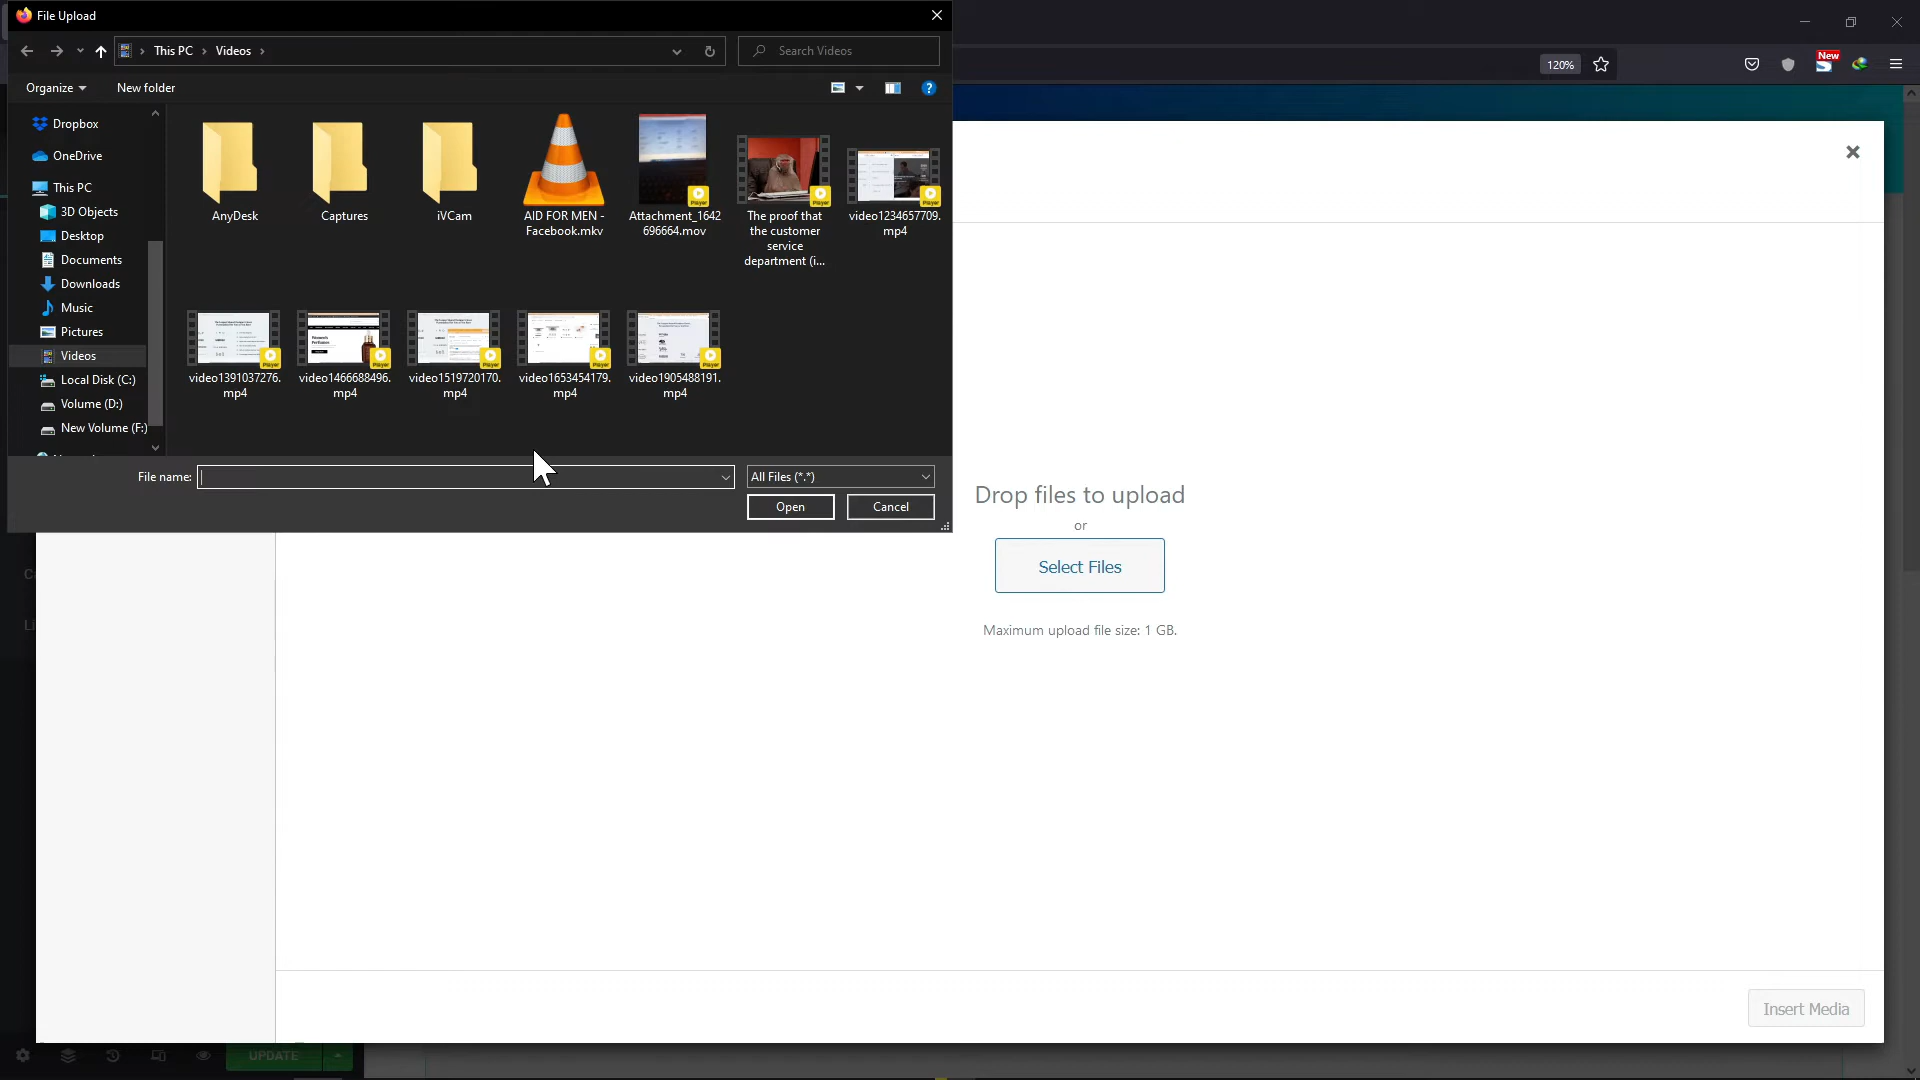 File Upload
This PC
Videos
Search Videos
120%
New
Organize
New folder
Dropbox
OneDrive
This PC
3D Objects
Desktop
Documents
Downloads
Music
Pictures
Videos
Local Disk (C:)
Volume (D:)
New Volume (F:)
AnyDesk
Captures
iVCam
AID FOR MEN -
Facebook.mkv
Attachment_1642
696664.mov
The proof that
the customer
service
department (i...
video1234657709.
mp4
video1391037276.
mp4
video1466688496.
mp4
video1519720170.
mp4
video1653454179.
mp4
video1905488191.
mp4
File name:
All Files (*.*)
Open
Cancel
Drop files to upload
or
Select Files
Maximum upload file size: 1 GB.
Insert Media
UPDATE